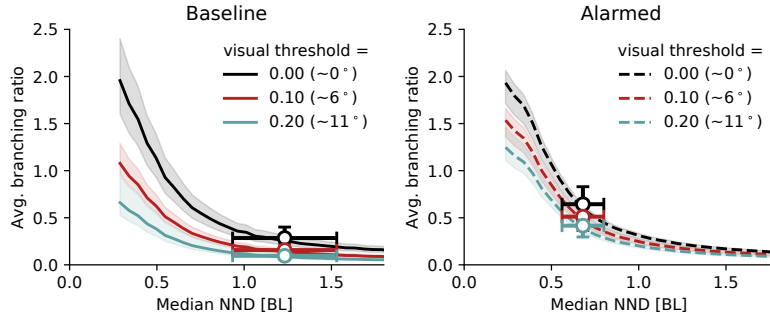 Baseline
Avg. branching ratio
2.5
2.0
1.5
1.0
0.5
0.0
visual threshold =
0.00 (~0°)
0.10 (~6°)
0.20 (~11°)
0.0 0.5 1.0 1.5
Median NND [BL]
Alarmed
Avg. branching ratio
2.5
2.0
1.5
1.0
0.5
0.0
visual threshold =
0.00 (~0°)
0.10 (~6°)
0.20 (~11°)
0.0 0.5 1.0 1.5
Median NND [BL]